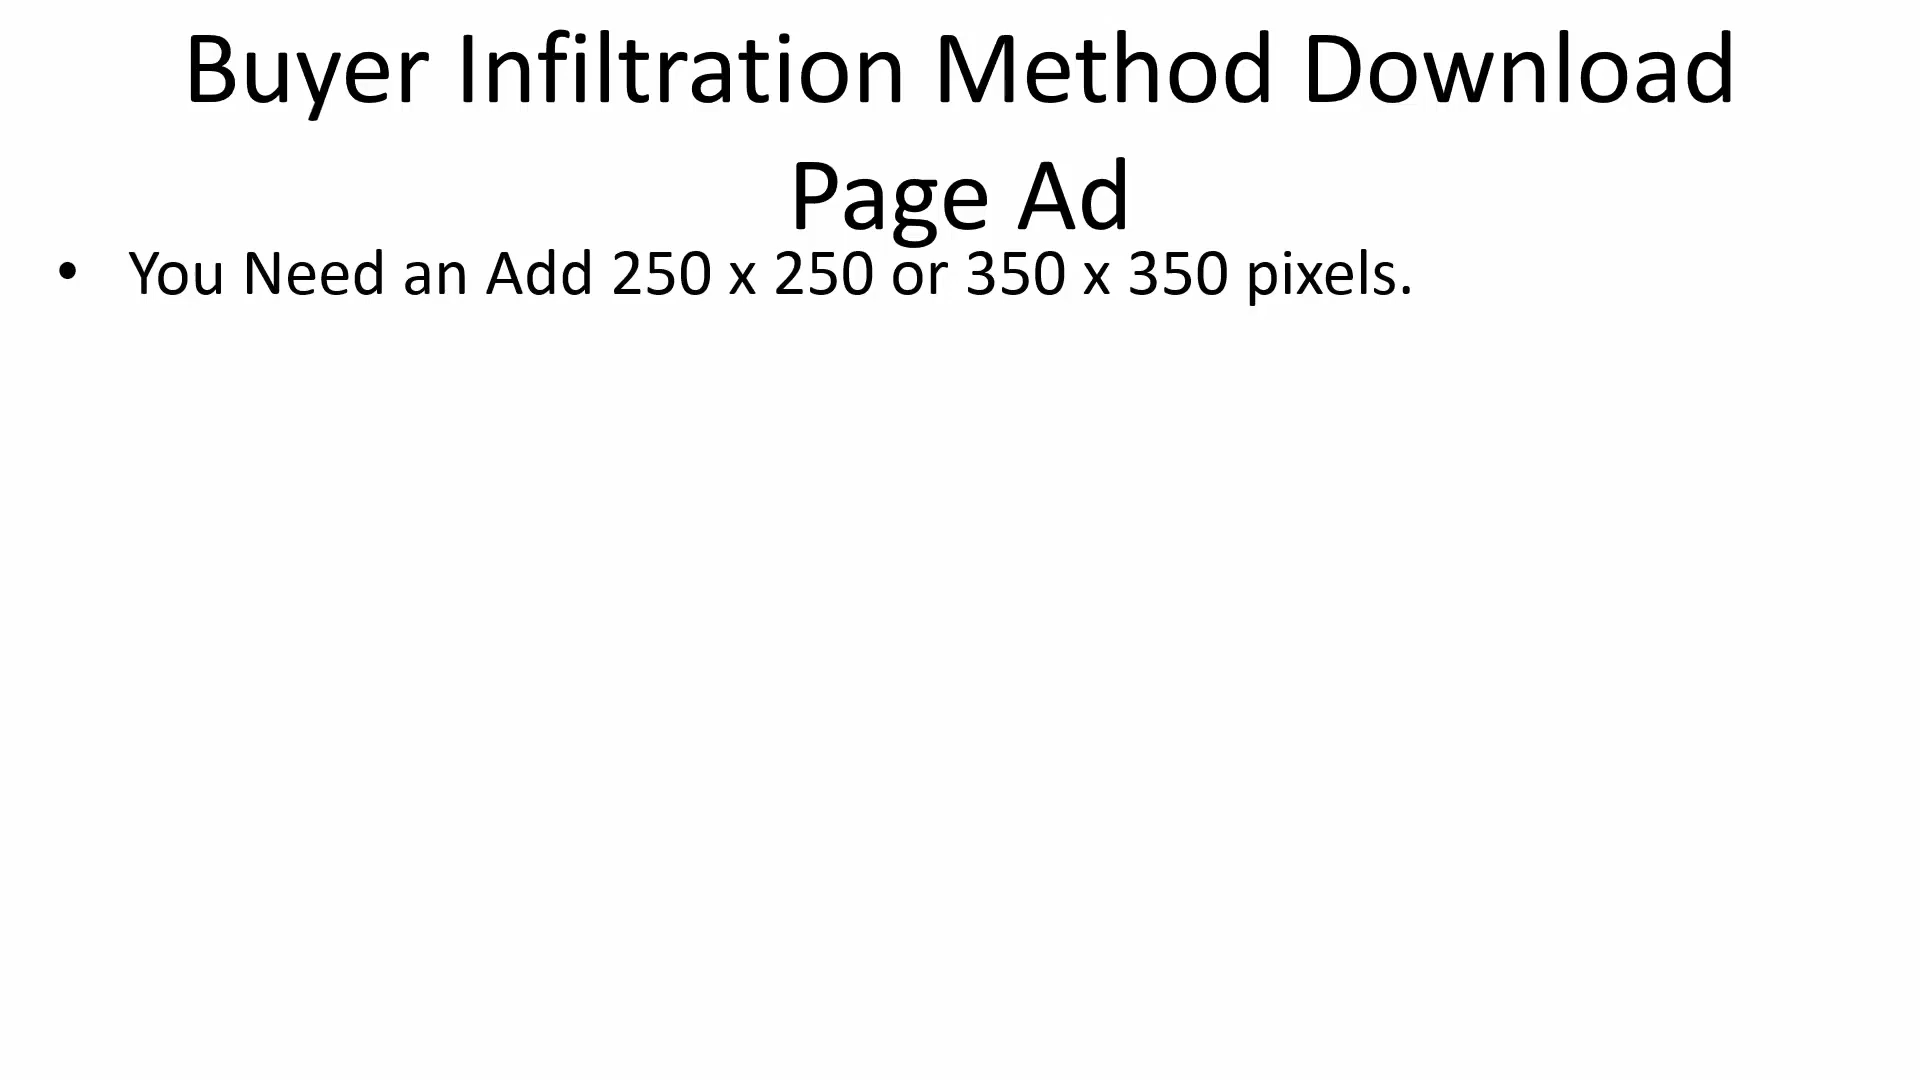 Buyer Infiltration Method Download
Page Ad
• You Need an Add 250 x 250 or 350 x 350 pixels.